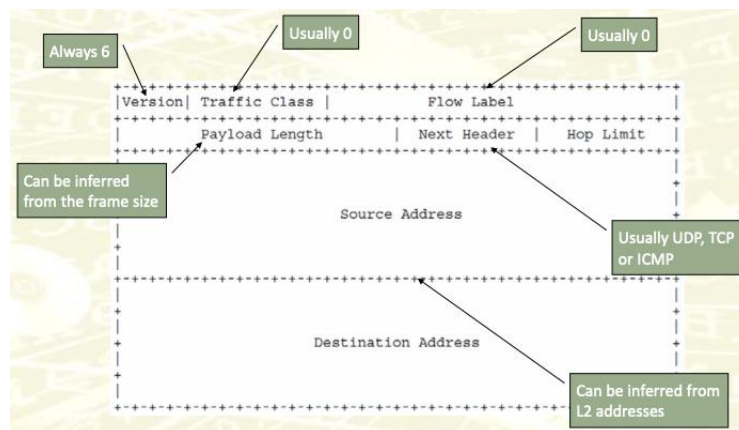 Usually 0
Usually 0
Always 6
|Version| Traffic Class | Flow Label |
| Payload Length | Next Header | Hop Limit
Can be inferred
from the frame size
Source Address
Usually UDP, TCP
or ICMP
Destination Address
Can be inferred from
L2 addresses